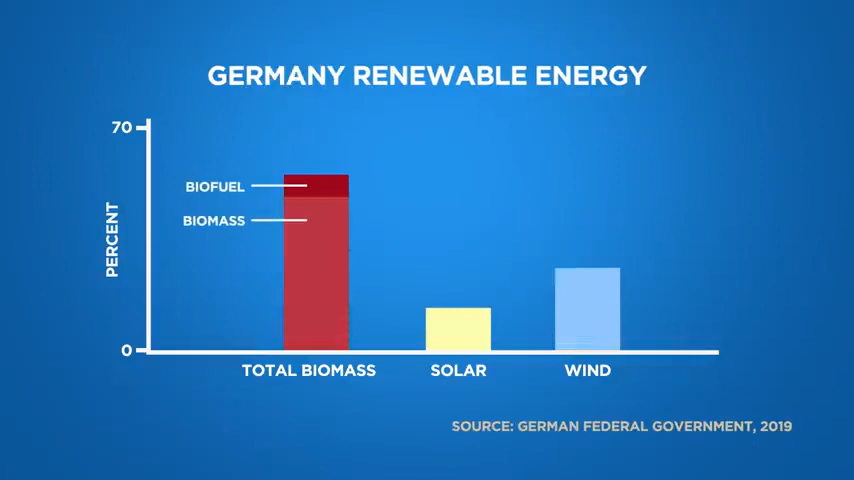 GERMANY RENEWABLE ENERGY
70
BIOFUEL
BIOMASS
PERCENT
0
TOTAL BIOMASS
SOLAR
WIND
SOURCE: GERMAN FEDERAL GOVERNMENT, 2019